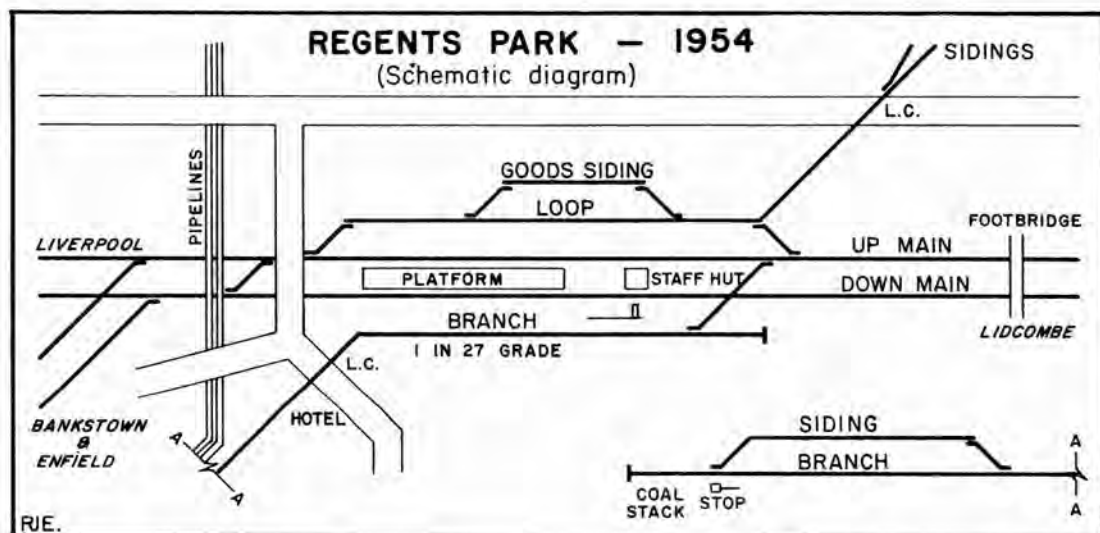 REGENTS PARK — 1954
(Schematic diagram)
SIDINGS
L.C.
PIPELINES
GOODS SIDING
LOOP
FOOTBRIDGE
LIVERPOOL
UP MAIN
PLATFORM
STAFF HUT
DOWN MAIN
BRANCH
LIDCOMBE
1 IN 27 GRADE
L.C.
HOTEL
BANKSTOWN
&
ENFIELD
A
A
SIDING
BRANCH
A
A
COAL
STACK
STOP
RJE.